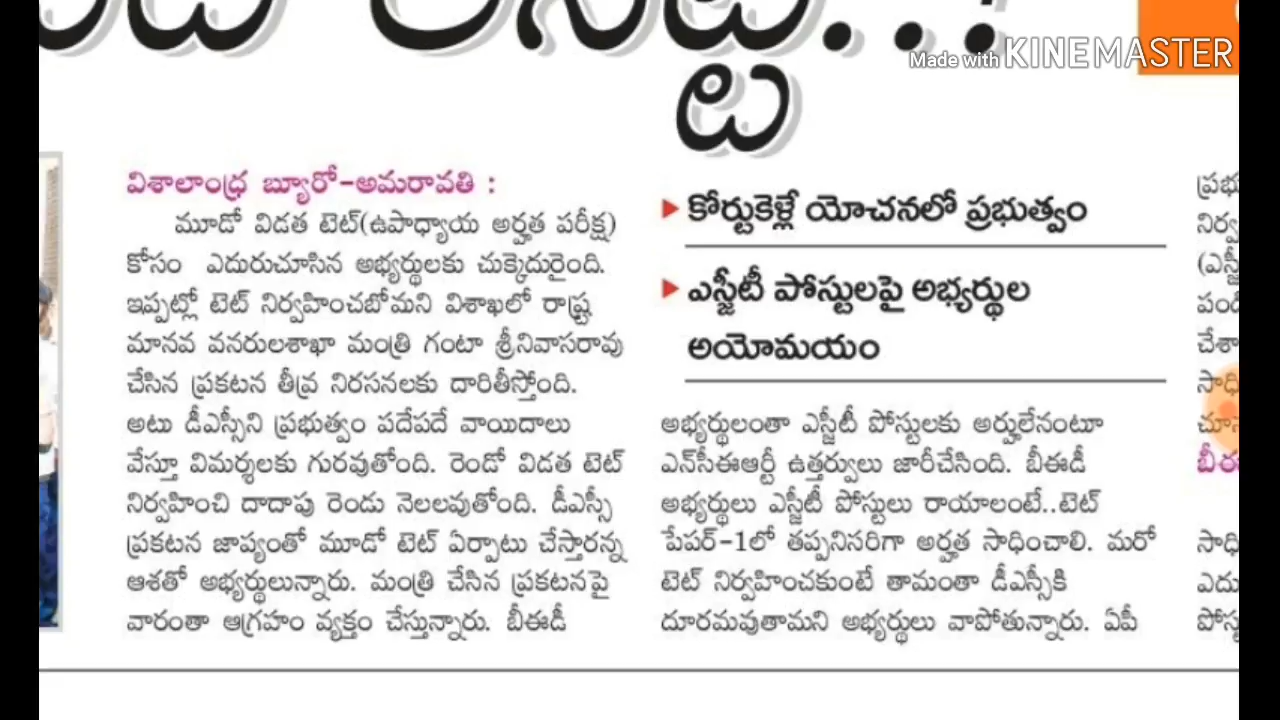 Made with KINEMASTER
విశాలాంధ్ర బ్యూరో-అమరావతి :
మూడో విడత టెట్(ఉపాధ్యాయ అర్హత పరీక్ష)
కోసం ఎదురుచూసిన అభ్యర్థులకు చుక్కెదురైంది.
ఇప్పట్లో టెట్ నిర్వహించబోమని విశాఖలో రాష్ట్ర
మానవ వనరులశాఖా మంత్రి గంటా శ్రీనివాసరావు
చేసిన ప్రకటన తీవ్ర నిరసనలకు దారితీస్తోంది.
అటు డీఎస్సీని ప్రభుత్వం పదేపదే వాయిదాలు
వేస్తూ విమర్శలకు గురవుతోంది. రెండో విడత టెట్
నిర్వహించి దాదాపు రెండు నెలలవుతోంది. డీఎస్సీ
ప్రకటన జాప్యంతో మూడో టెట్ ఏర్పాటు చేస్తారన్న
ఆశతో అభ్యర్థులున్నారు. మంత్రి చేసిన ప్రకటనపై
వారంతా ఆగ్రహం వ్యక్తం చేస్తున్నారు. బీఈడీ
కోర్టుకెళ్లే యోచనలో ప్రభుత్వం
ఎస్జీటీ పోస్టులపై అభ్యర్థుల
అయోమయం
అభ్యర్థులంతా ఎస్జీటీ పోస్టులకు అర్హులేనంటూ
ఎన్‌సీఈఆర్టీ ఉత్తర్వులు జారీచేసింది. బీఈడీ
అభ్యర్థులు ఎస్జీటీ పోస్టులు రాయాలంటే..టెట్
పేపర్-1లో తప్పనిసరిగా అర్హత సాధించాలి. మరో
టెట్ నిర్వహించకుంటే తామంతా డీఎస్సీకి
దూరమవుతామని అభ్యర్థులు వాపోతున్నారు. ఏపీ